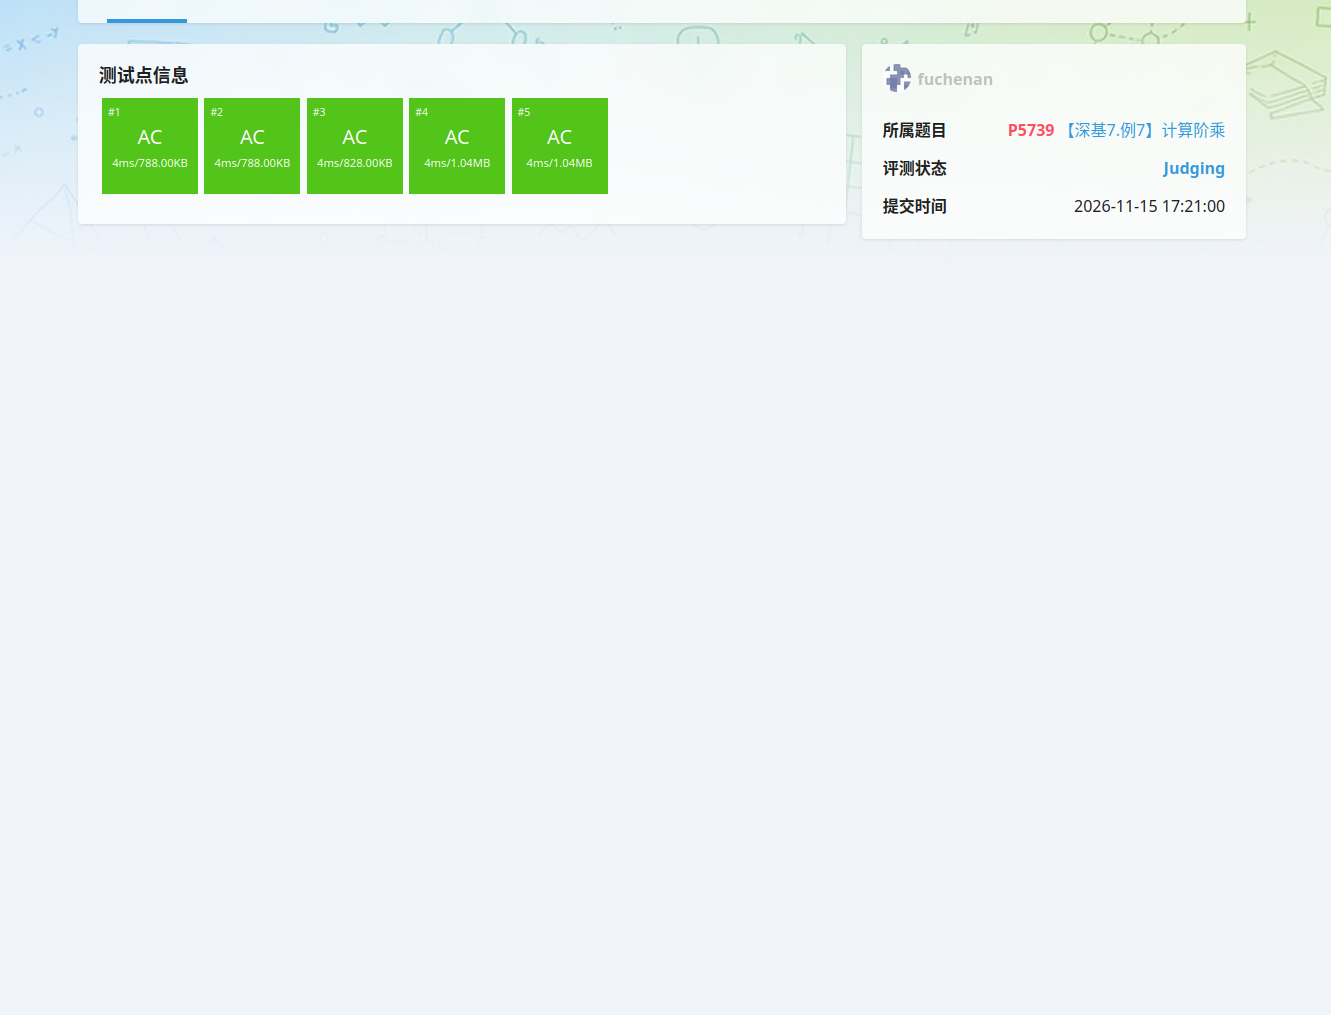 测试点信息
#1
AC
4ms/788.00KB
#2
AC
4ms/788.00KB
#3
AC
4ms/828.00KB
#4
AC
4ms/1.04MB
#5
AC
4ms/1.04MB
fuchenan
所属题目 P5739 【深基7.例7】计算阶乘
评测状态 Judging
提交时间 2026-11-15 17:21:00